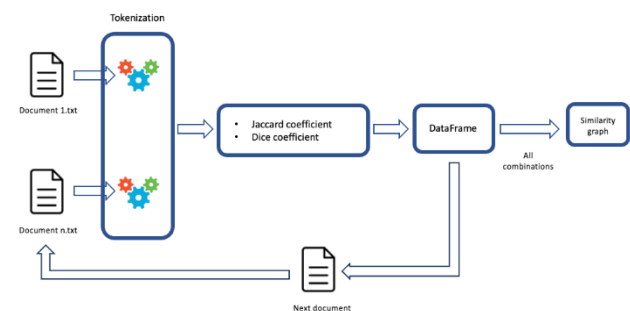 Tokenization
Document 1.txt
• Jaccard coefficient
• Dice coefficient
DataFrame
Similarity
graph
All
combinations
Document n.txt
Next document